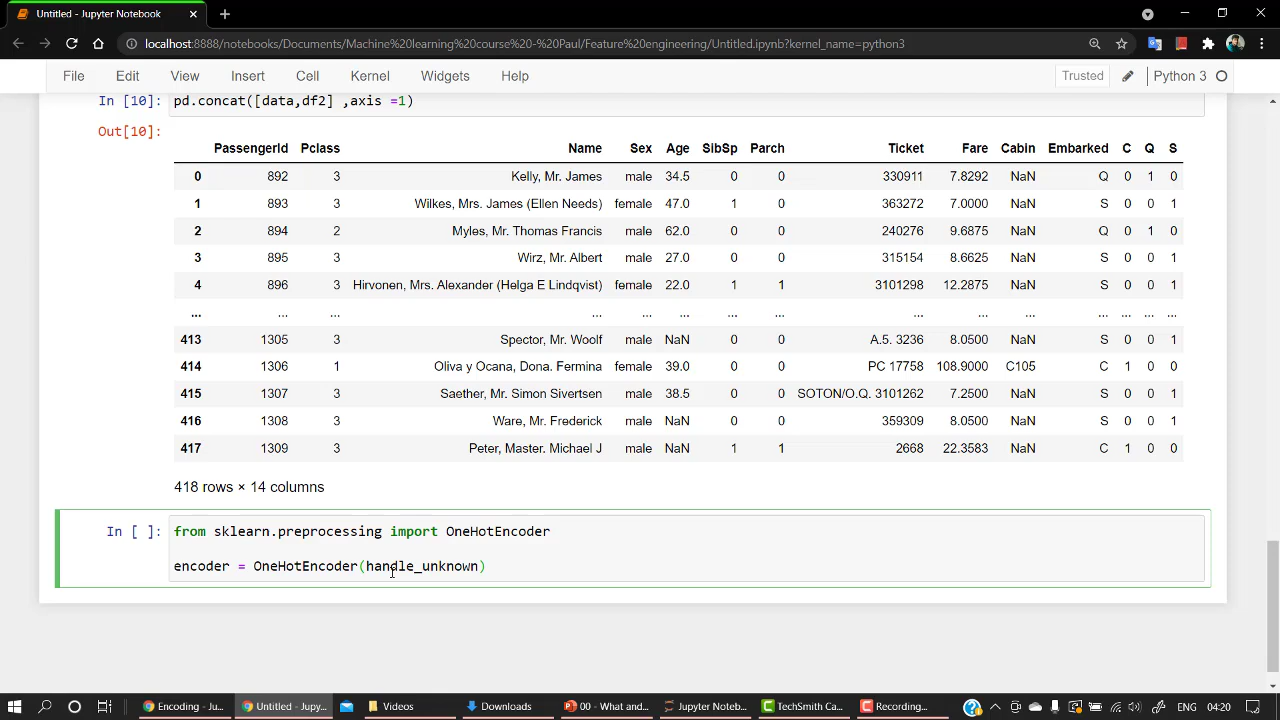 Untitled - Jupyter Notebook
localhost:8888/notebooks/Documents/Machine%20learning%20course%20-%20Paul/Feature%20engineering/Untitled.ipynb?kernel_name=python3
File Edit View Insert Cell Kernel Widgets Help Trusted Python 3
In [10]: pd.concat([data,df2] ,axis =1)
Out[10]:
PassengerId Pclass Name Sex Age SibSp Parch Ticket Fare Cabin Embarked C Q S
0 892 3 Kelly, Mr. James male 34.5 0 0 330911 7.8292 NaN Q 0 1 0
1 893 3 Wilkes, Mrs. James (Ellen Needs) female 47.0 1 0 363272 7.0000 NaN S 0 0 1
2 894 2 Myles, Mr. Thomas Francis male 62.0 0 0 240276 9.6875 NaN Q 0 1 0
3 895 3 Wirz, Mr. Albert male 27.0 0 0 315154 8.6625 NaN S 0 0 1
4 896 3 Hirvonen, Mrs. Alexander (Helga E Lindqvist) female 22.0 1 1 3101298 12.2875 NaN S 0 0 1
... ... ... ... ... ... ... ... ... ... ... ... ... ... ...
413 1305 3 Spector, Mr. Woolf male NaN 0 0 A.5. 3236 8.0500 NaN S 0 0 1
414 1306 1 Oliva y Ocana, Dona. Fermina female 39.0 0 0 PC 17758 108.9000 C105 C 1 0 0
415 1307 3 Saether, Mr. Simon Sivertsen male 38.5 0 0 SOTON/O.Q. 3101262 7.2500 NaN S 0 0 1
416 1308 3 Ware, Mr. Frederick male NaN 0 0 359309 8.0500 NaN S 0 0 1
417 1309 3 Peter, Master. Michael J male NaN 1 1 2668 22.3583 NaN C 1 0 0
418 rows × 14 columns
In [ ]: from sklearn.preprocessing import OneHotEncoder
encoder = OneHotEncoder(handle_unknown)
Encoding - Ju... Untitled - Jupy... Videos Downloads 00 - What and... Jupyter Noteb... TechSmith Ca... Recording... ENG 04:20